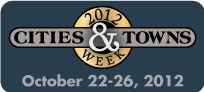 2012
CITIES & TOWNS
WEEK
October 22-26, 2012